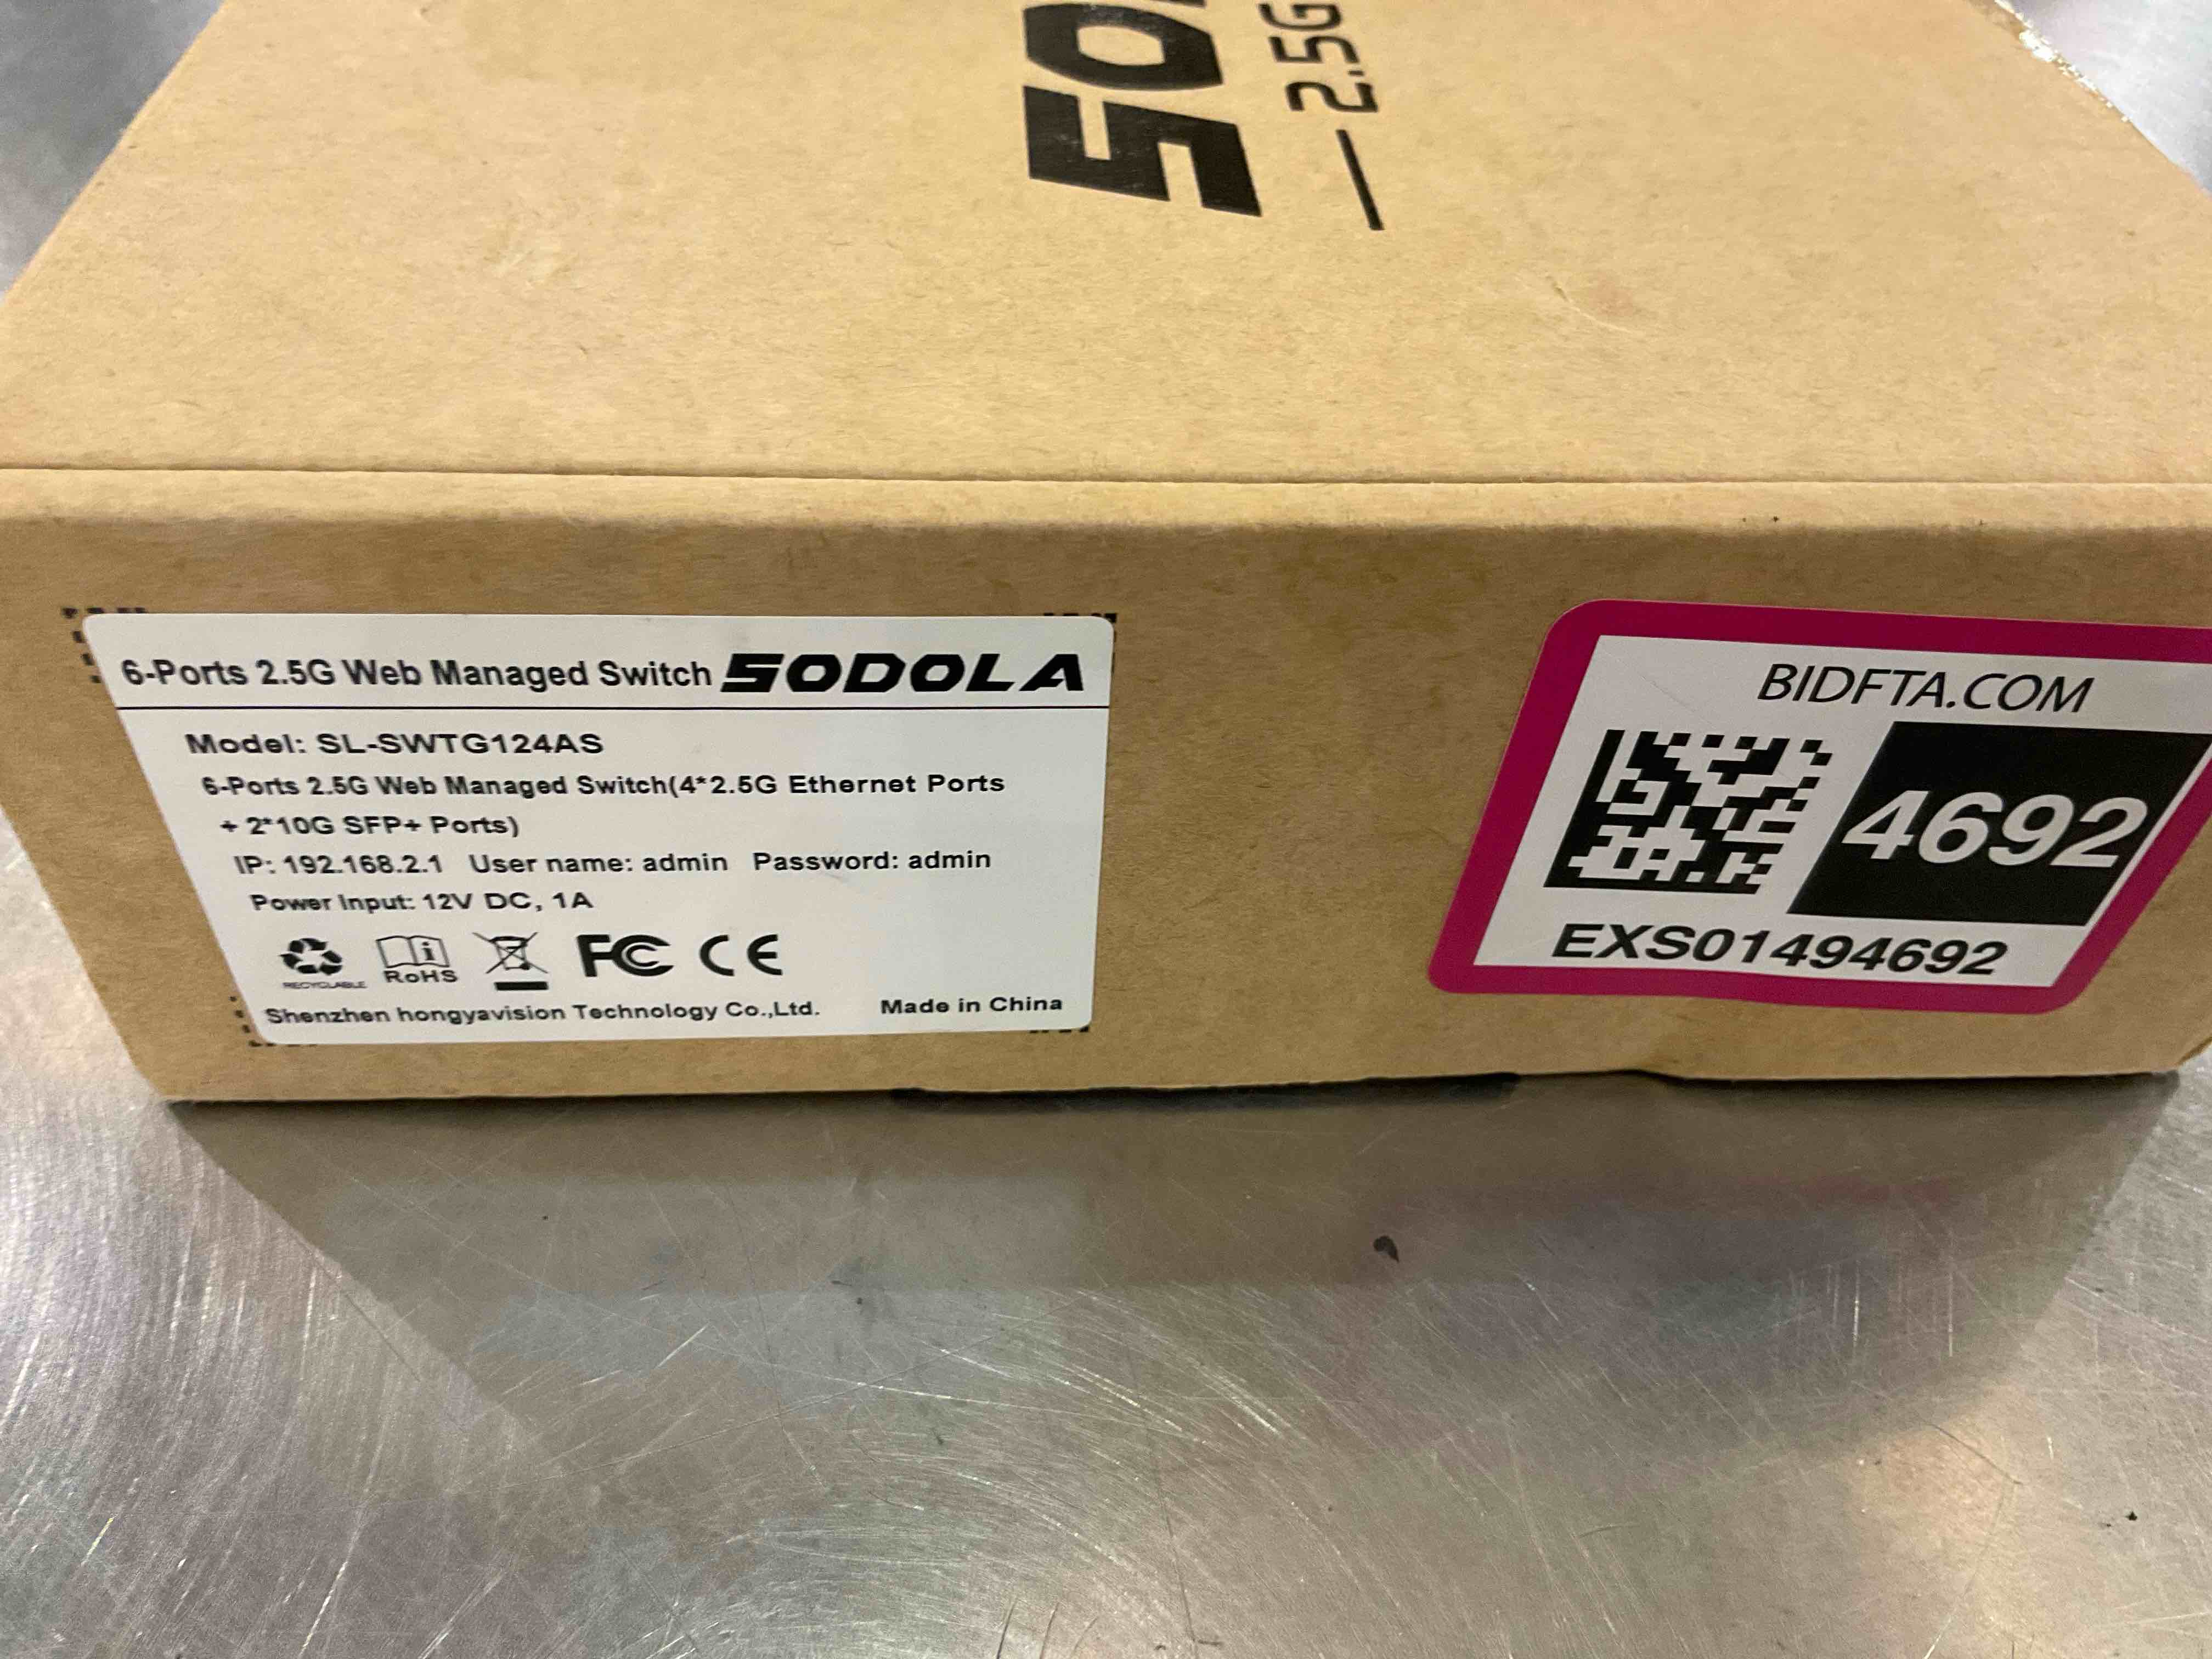 2.5G
6-Ports 2.5G Web Managed Switch SODOLA
Model: SL-SWTG124AS
6-Ports 2.5G Web Managed Switch(4*2.5G Ethernet Ports
+ 2*10G SFP+ Ports)
IP: 192.168.2.1 User name: admin Password: admin
Power Input: 12V DC, 1A
RECYCLABLE RoHS FC CE
Shenzhen hongyavision Technology Co.,Ltd. Made in China
BIDFTA.COM
4692
EXS01494692